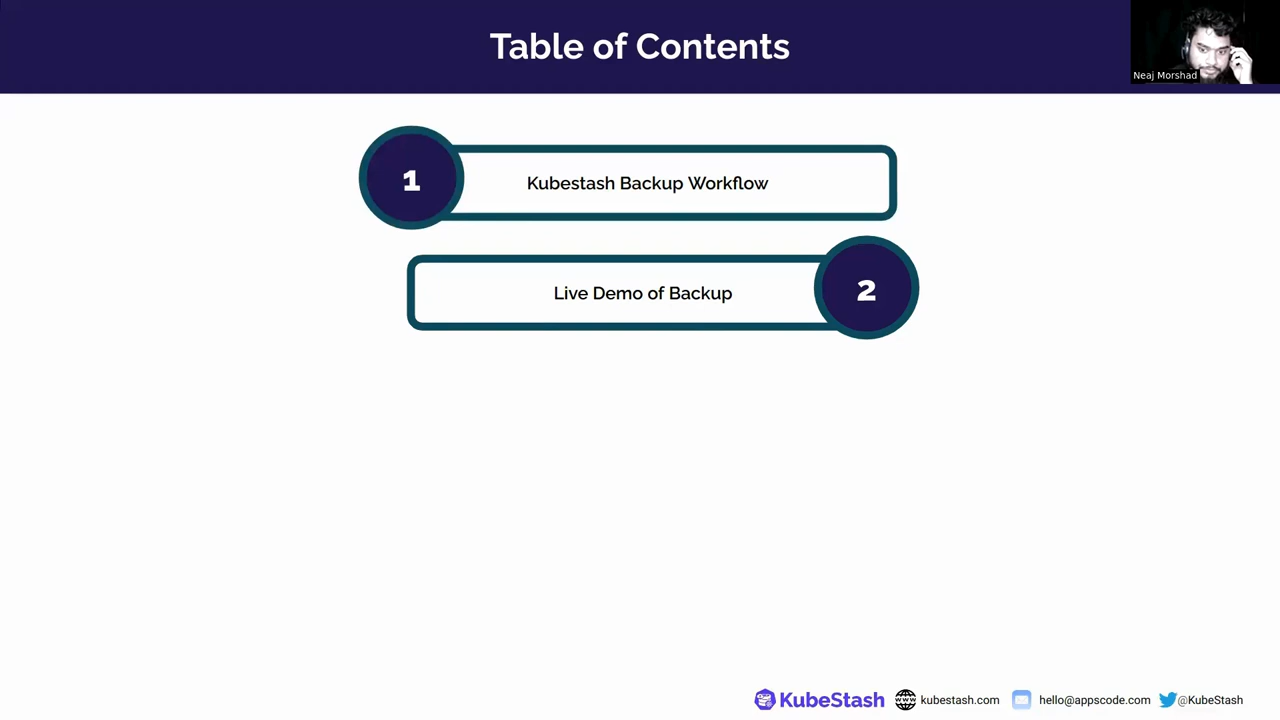 Table of Contents
Neaj Morshad
1
Kubestash Backup Workflow
Live Demo of Backup
2
KubeStash kubestash.com hello@appscode.com @KubeStash